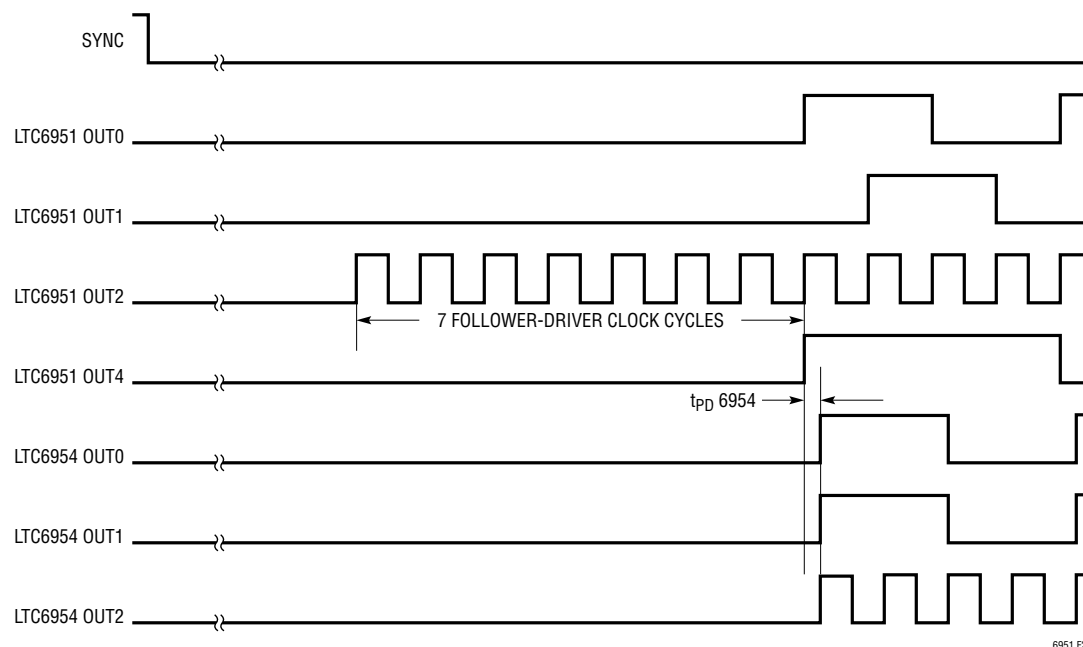 SYNC
LTC6951 OUT0
LTC6951 OUT1
LTC6951 OUT2
7 FOLLOWER-DRIVER CLOCK CYCLES
LTC6951 OUT4
tPD 6954
LTC6954 OUT0
LTC6954 OUT1
LTC6954 OUT2
6951